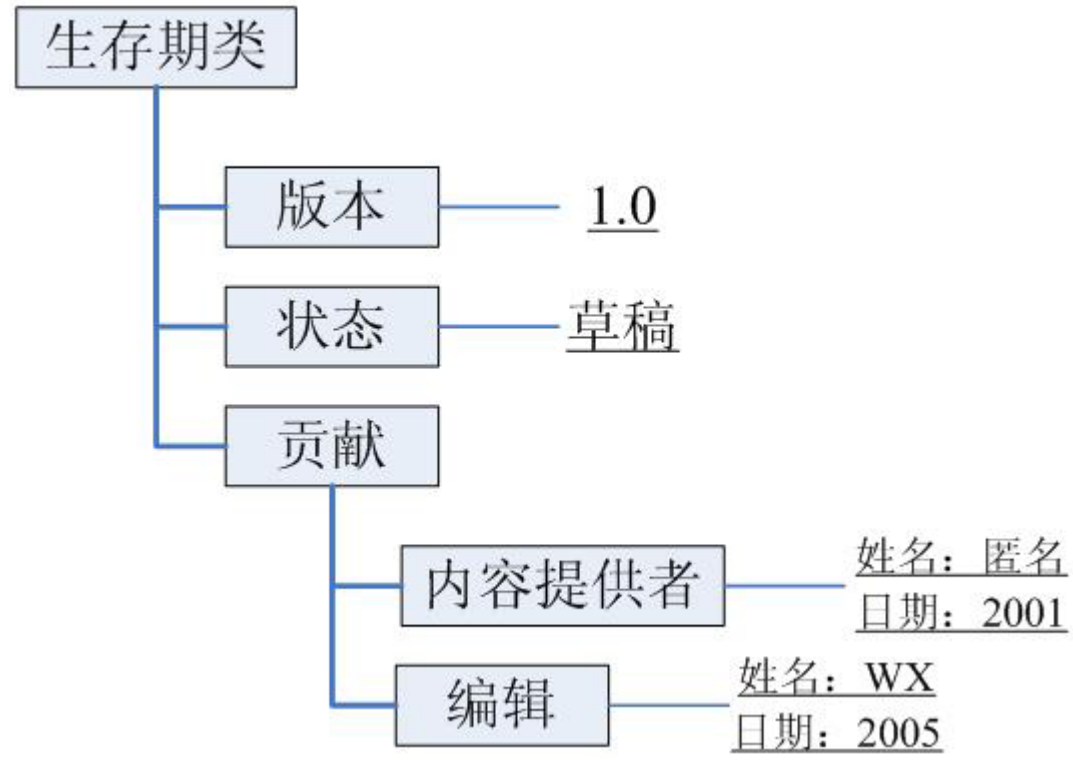 生存期类
版本
1.0
状态
草稿
贡献
内容提供者
姓名：匿名
日期：2001
编辑
姓名：WX
日期：2005